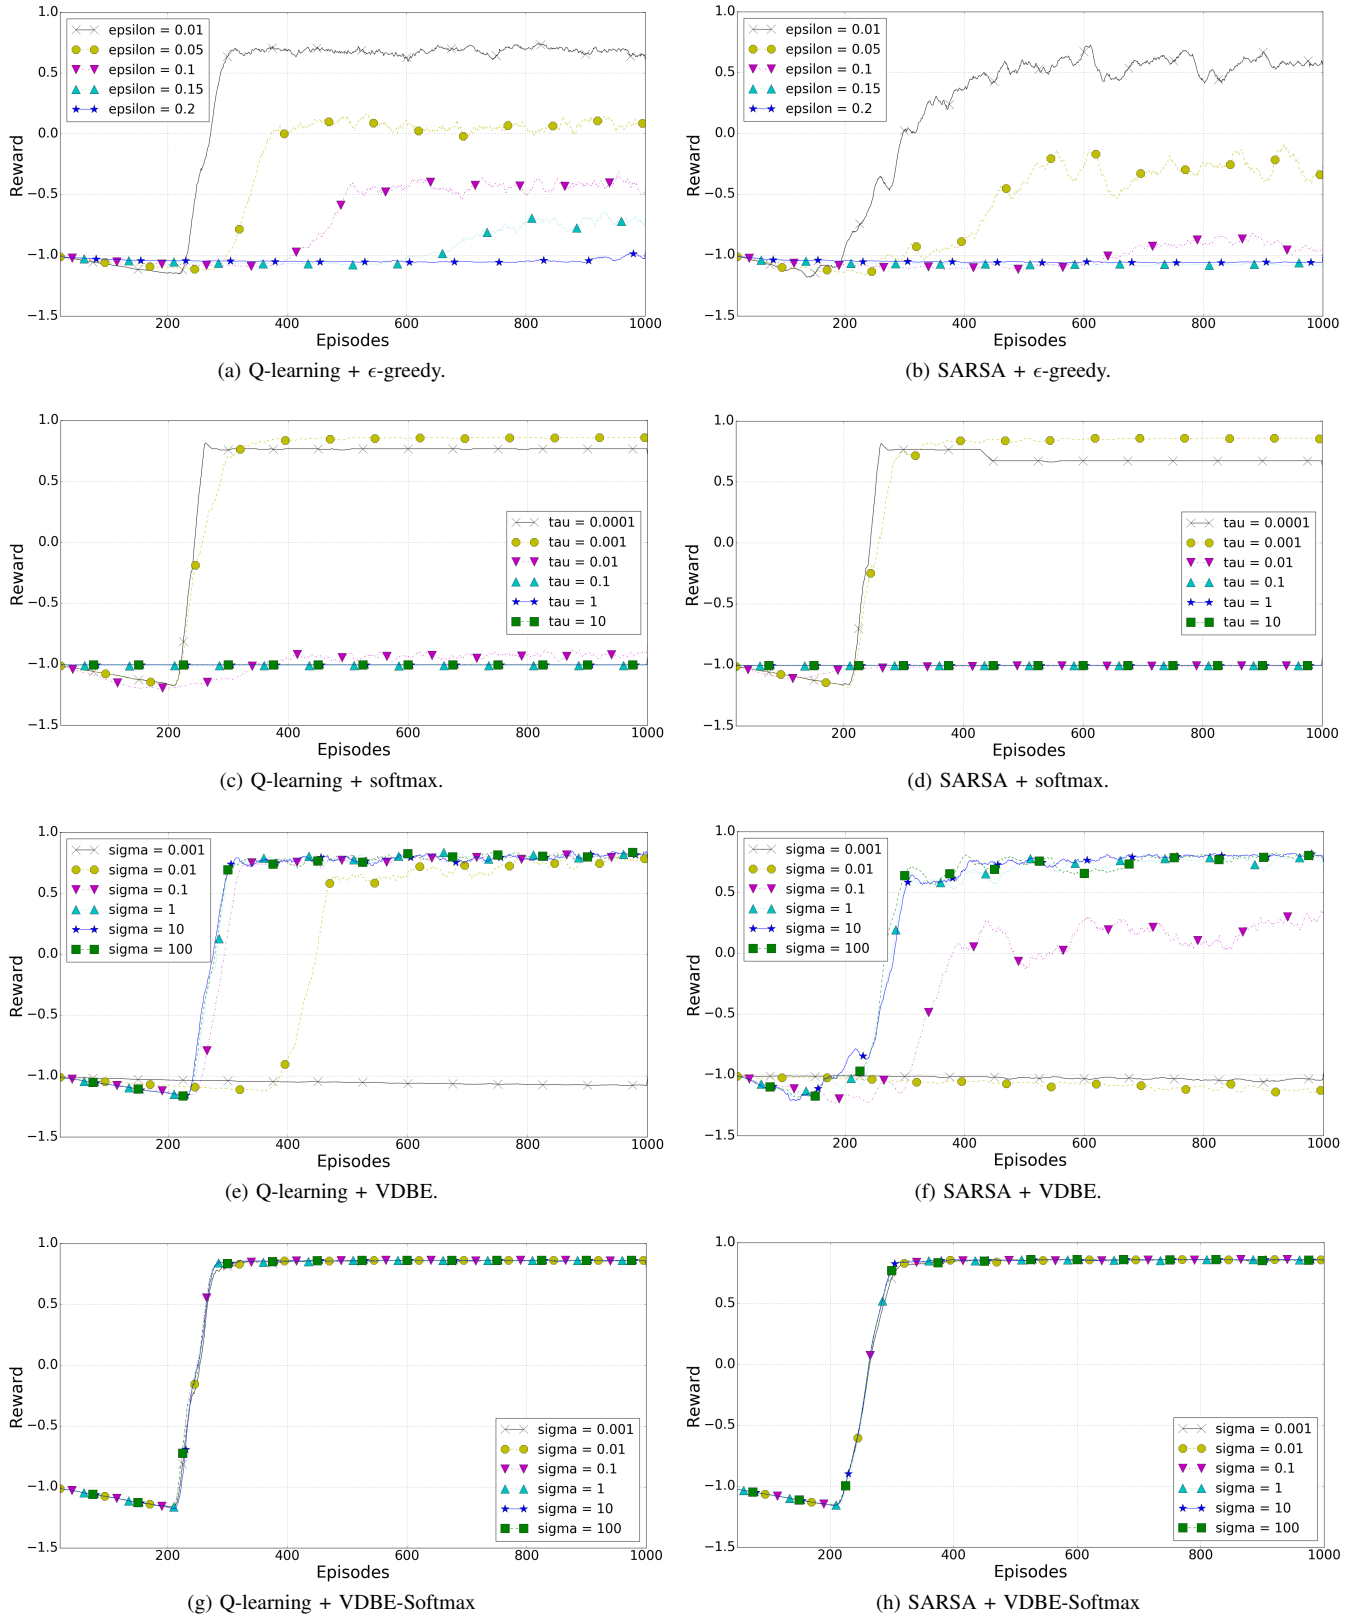 1.0
0.5
0.0
−0.5
−1.0
−1.5
Reward
epsilon = 0.01
epsilon = 0.05
epsilon = 0.1
epsilon = 0.15
epsilon = 0.2
200 400 600 800 1000
Episodes
(a) Q-learning + ϵ-greedy.
1.0
0.5
0.0
−0.5
−1.0
−1.5
Reward
epsilon = 0.01
epsilon = 0.05
epsilon = 0.1
epsilon = 0.15
epsilon = 0.2
200 400 600 800 1000
Episodes
(b) SARSA + ϵ-greedy.
1.0
0.5
0.0
−0.5
−1.0
−1.5
Reward
tau = 0.0001
tau = 0.001
tau = 0.01
tau = 0.1
tau = 1
tau = 10
200 400 600 800 1000
Episodes
(c) Q-learning + softmax.
1.0
0.5
0.0
−0.5
−1.0
−1.5
Reward
tau = 0.0001
tau = 0.001
tau = 0.01
tau = 0.1
tau = 1
tau = 10
200 400 600 800 1000
Episodes
(d) SARSA + softmax.
1.0
0.5
0.0
−0.5
−1.0
−1.5
Reward
sigma = 0.001
sigma = 0.01
sigma = 0.1
sigma = 1
sigma = 10
sigma = 100
200 400 600 800 1000
Episodes
(e) Q-learning + VDBE.
1.0
0.5
0.0
−0.5
−1.0
−1.5
Reward
sigma = 0.001
sigma = 0.01
sigma = 0.1
sigma = 1
sigma = 10
sigma = 100
200 400 600 800 1000
Episodes
(f) SARSA + VDBE.
1.0
0.5
0.0
−0.5
−1.0
−1.5
Reward
sigma = 0.001
sigma = 0.01
sigma = 0.1
sigma = 1
sigma = 10
sigma = 100
200 400 600 800 1000
Episodes
(g) Q-learning + VDBE-Softmax
1.0
0.5
0.0
−0.5
−1.0
−1.5
Reward
sigma = 0.001
sigma = 0.01
sigma = 0.1
sigma = 1
sigma = 10
sigma = 100
200 400 600 800 1000
Episodes
(h) SARSA + VDBE-Softmax